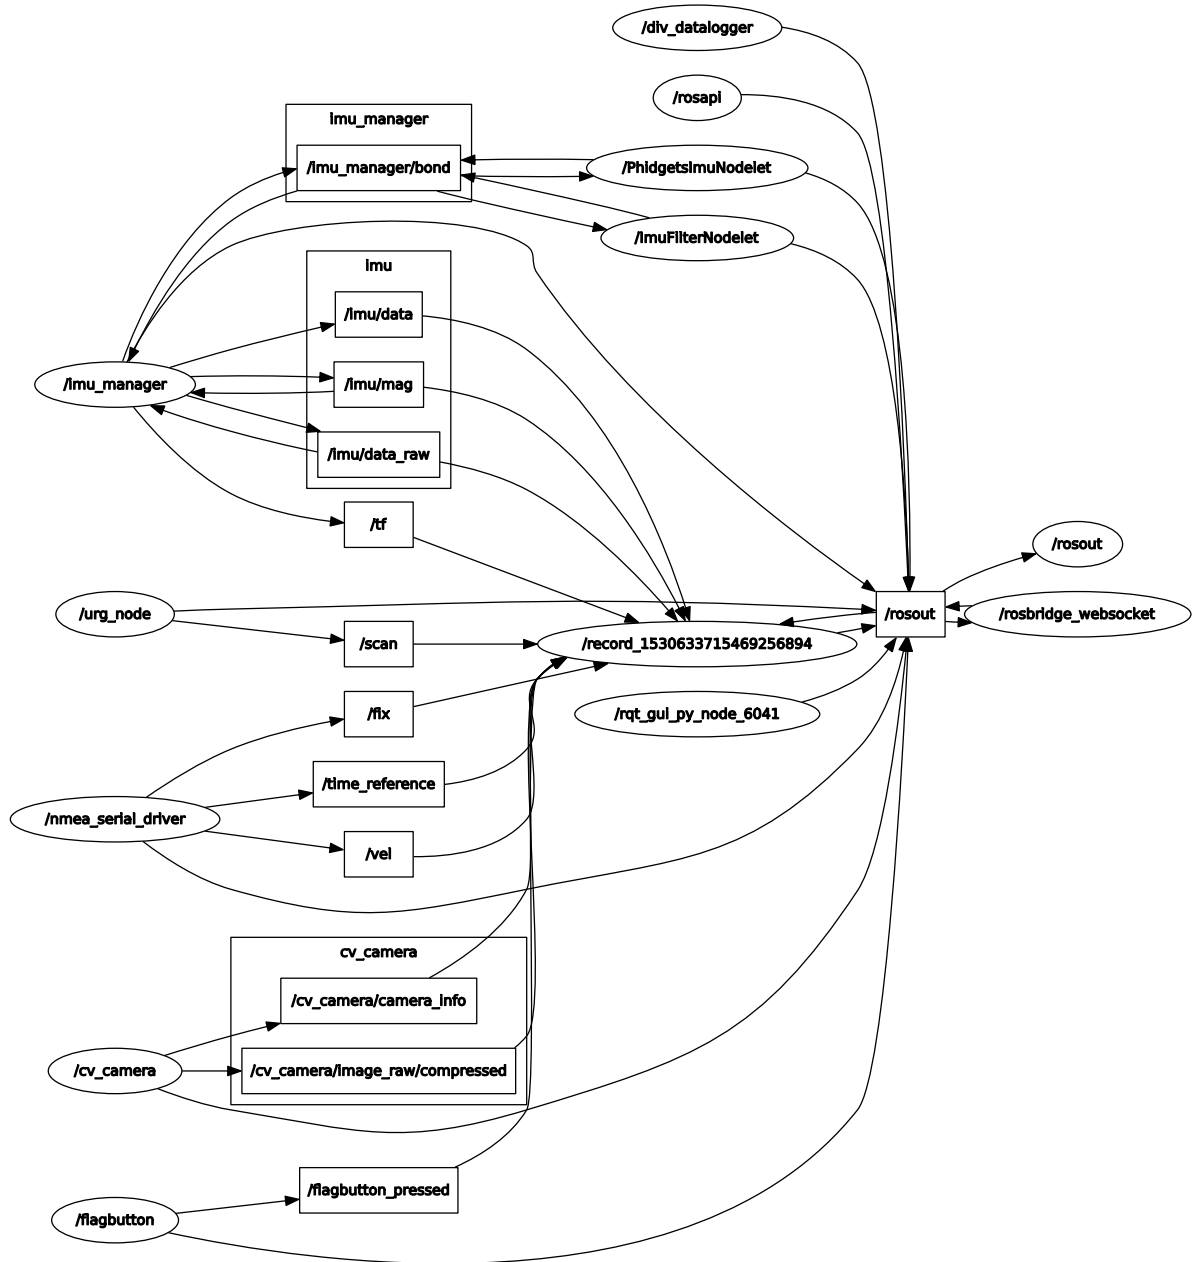 /div_datalogger
/rosapi
imu_manager
/imu_manager/bond
/PhidgetsImuNodelet
/ImuFilterNodelet
imu
/imu/data
/imu_manager
/imu/mag
/imu/data_raw
/tf
/rosout
/urg_node
/rosout
/rosbridge_websocket
/scan
/record_1530633715469256894
/fix
/rqt_gui_py_node_6041
/time_reference
/nmea_serial_driver
/vel
cv_camera
/cv_camera/camera_info
/cv_camera
/cv_camera/image_raw/compressed
/flagbutton_pressed
/flagbutton